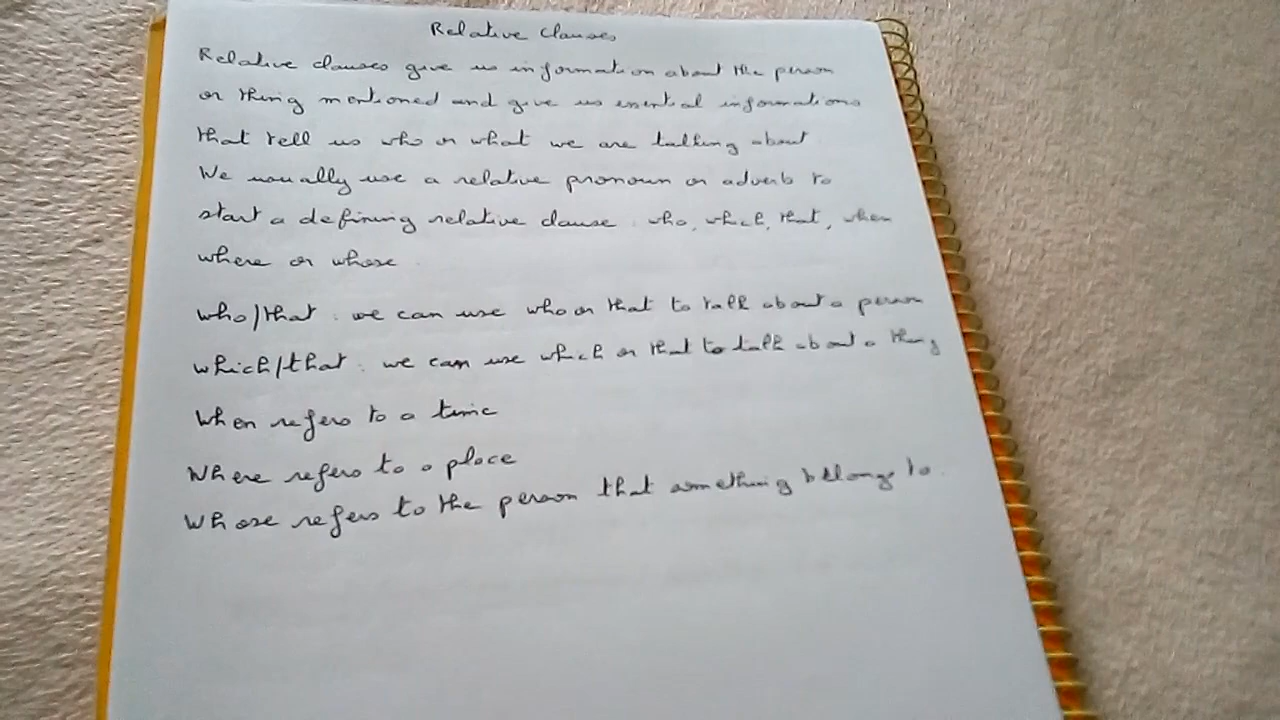 Relative Clauses
Relative clauses give us information about the person
or thing mentioned and give us essential informations
that tell us who or what we are talking about
We usually use a relative pronoun or adverb to
start a defining relative clause : who, which, that, when
where or whose
who/that : we can use who or that to talk about a person
which/that : we can use which or that to talk about a thing
When refers to a time
Where refers to a place
Whose refers to the person that something belongs to.